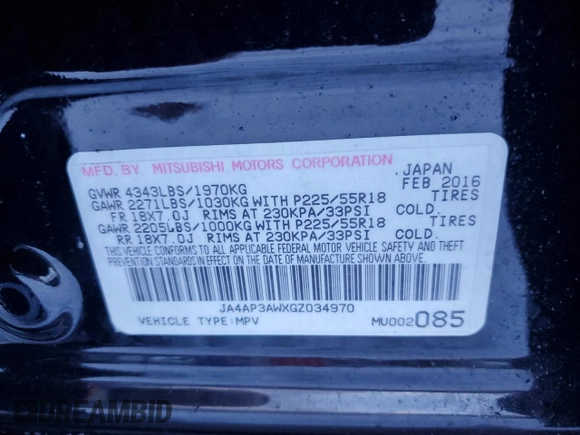 MFD. BY MITSUBISHI MOTORS CORPORATION JAPAN
GVWR 4343LBS/1970KG FEB 2016
GAWR 2271LBS/1030KG WITH P225/55R18 TIRES
FR 18X7.0J RIMS AT 230KPA/33PSI COLD.
GAWR 2205LBS/1000KG WITH P225/55R18 TIRES
RR 18X7.0J RIMS AT 230KPA/33PSI COLD.
THIS VEHICLE CONFORMS TO ALL APPLICABLE FEDERAL MOTOR VEHICLE SAFETY AND THEFT
PREVENTION STANDARDS IN EFFECT ON THE DATE OF MANUFACTURE SHOWN ABOVE.
JA4AP3AWXGZ034970
VEHICLE TYPE:MPV MU002085
DREAMBID